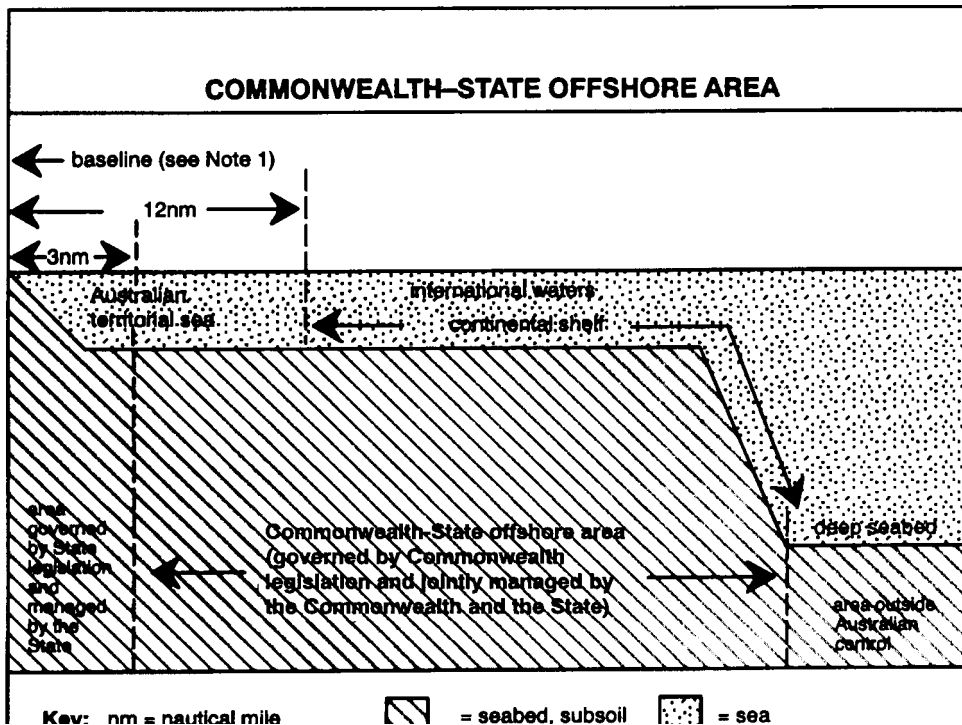 COMMONWEALTH–STATE OFFSHORE AREA
baseline (see Note 1)
12nm
3nm
Australian
territorial sea
international waters
continental shelf
area
governed
by State
legislation
and
managed
by the
State
Commonwealth-State offshore area
(governed by Commonwealth
legislation and jointly managed by
the Commonwealth and the State)
deep seabed
area outside
Australian
control
Key: nm = nautical mile
= seabed, subsoil
= sea